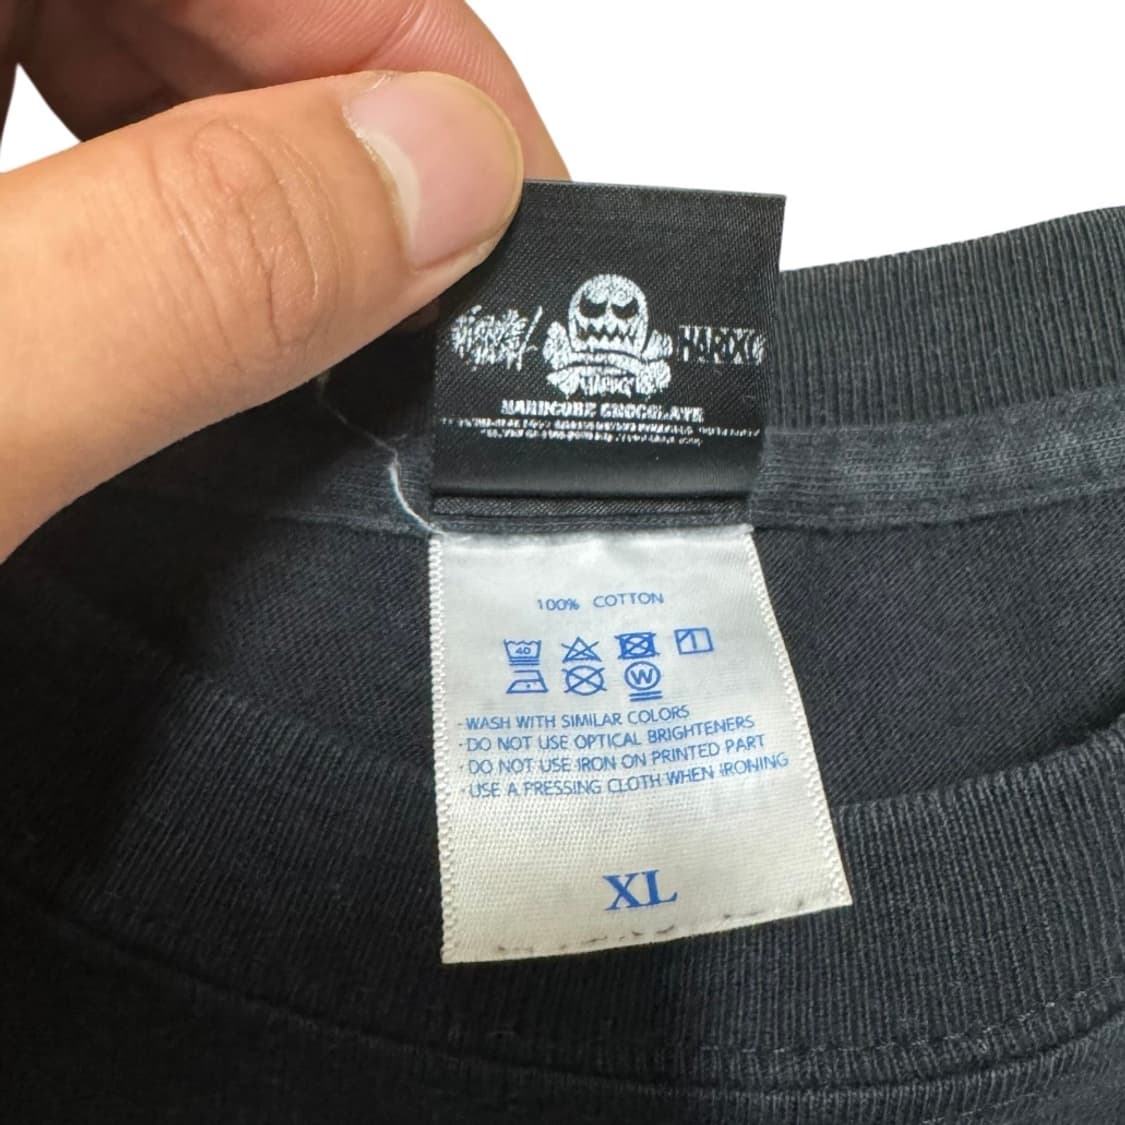 HARDCORE CHOCOLATE
100% COTTON
40
W
-WASH WITH SIMILAR COLORS
-DO NOT USE OPTICAL BRIGHTENERS
-DO NOT USE IRON ON PRINTED PART
-USE A PRESSING CLOTH WHEN IRONING
XL